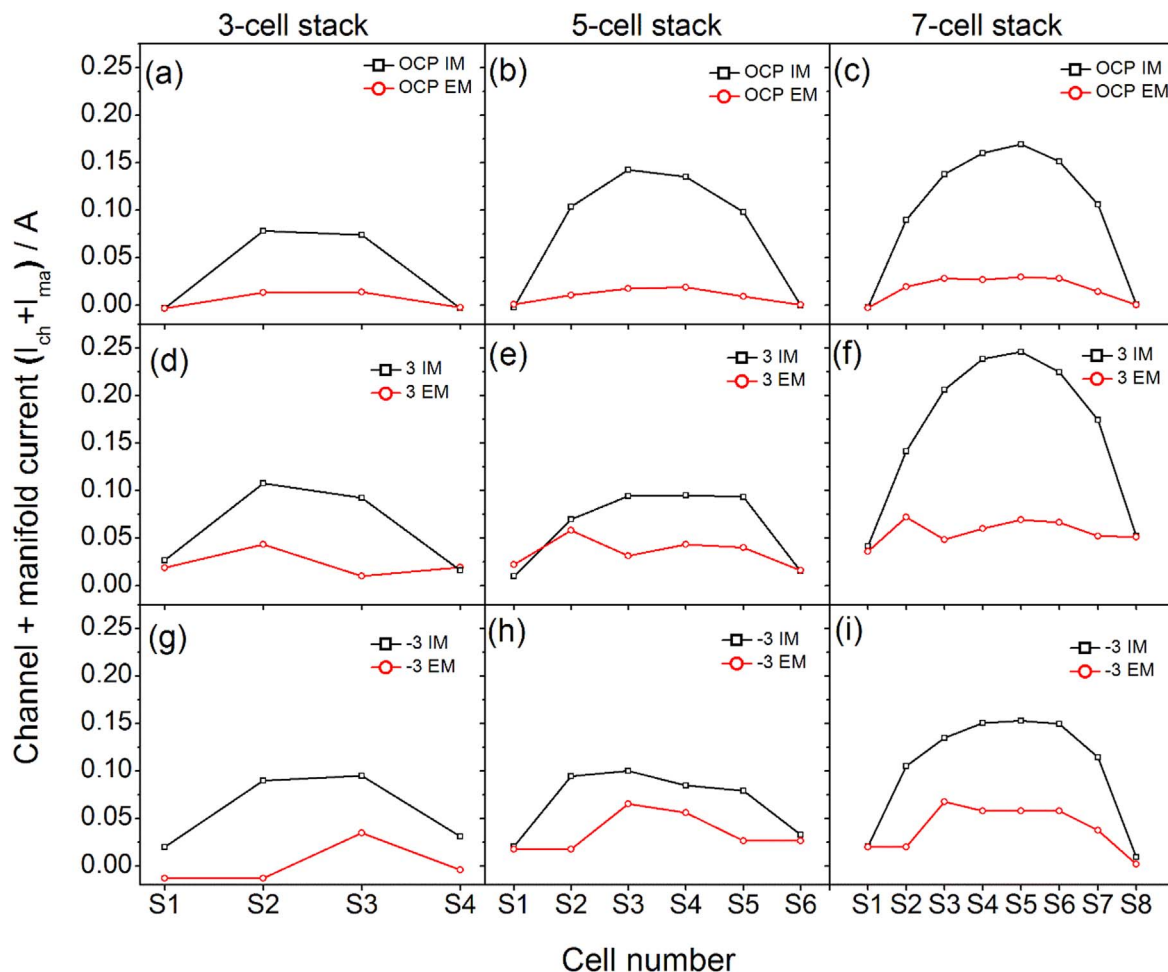 3-cell stack 5-cell stack 7-cell stack
(a) OCP IM
OCP EM
(b) OCP IM
OCP EM
(c) OCP IM
OCP EM
0.25
0.20
0.15
0.10
0.05
0.00
(d) 3 IM
3 EM
(e) 3 IM
3 EM
(f) 3 IM
3 EM
0.25
0.20
0.15
0.10
0.05
0.00
(g) -3 IM
-3 EM
(h) -3 IM
-3 EM
(i) -3 IM
-3 EM
0.25
0.20
0.15
0.10
0.05
0.00
Channel + manifold current (I_ch +I_ma) / A
S1 S2 S3 S4 S1 S2 S3 S4 S5 S6 S1 S2 S3 S4 S5 S6 S7 S8
Cell number